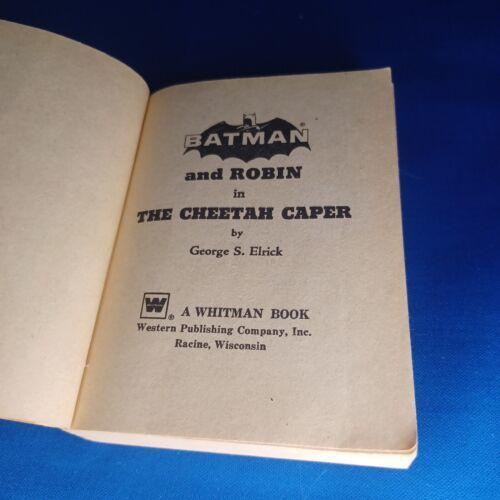 BATMAN®
and ROBIN
in
THE CHEETAH CAPER
by
George S. Elrick
W® A WHITMAN BOOK
Western Publishing Company, Inc.
Racine, Wisconsin